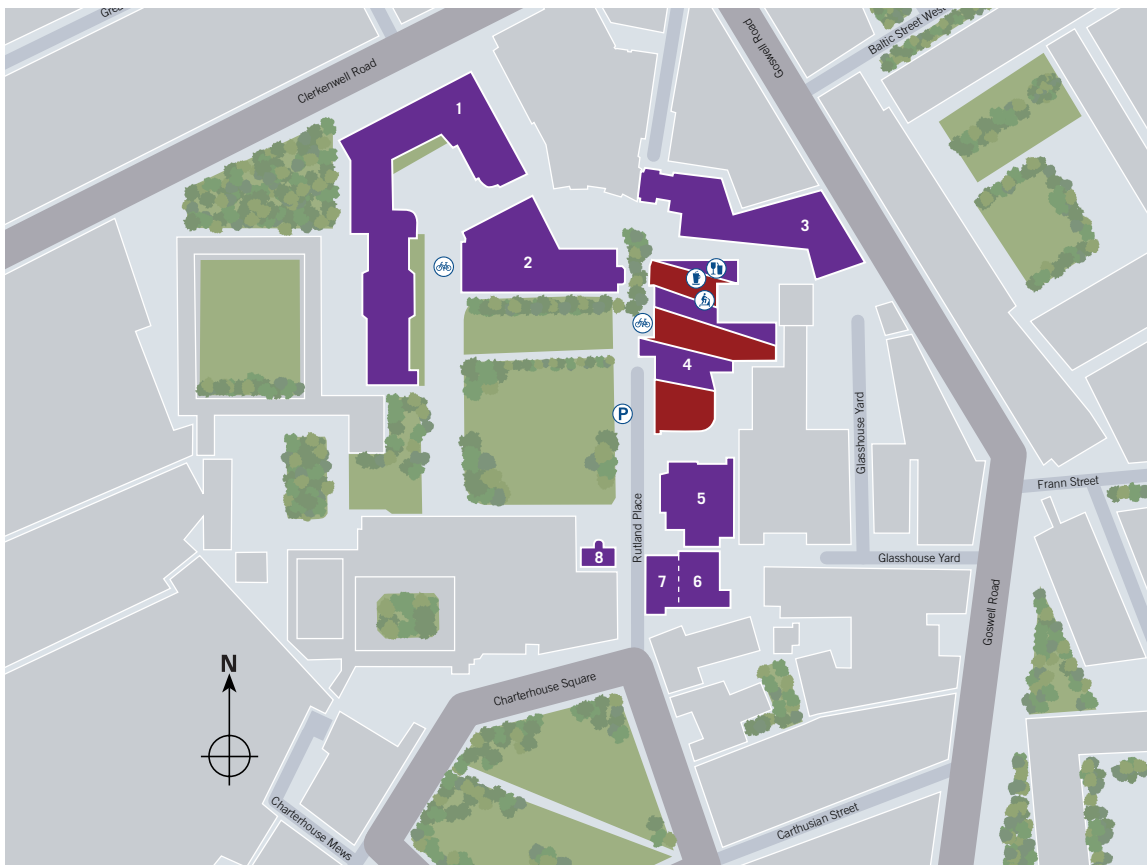 Grea
Clerkenwell Road
Goswell Road
Baltic Street West
1
2
3
4
P
5
Glasshouse Yard
Frann Street
Rutland Place
8
7
6
Glasshouse Yard
Goswell Road
N
Charterhouse Square
Charterhouse Mews
Carthusian Street